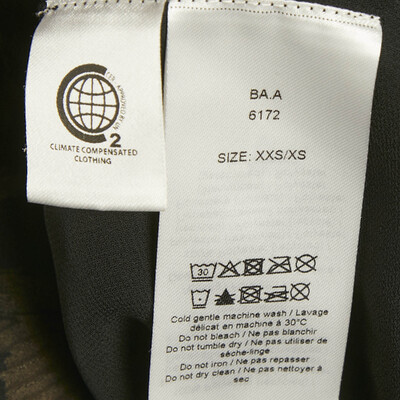 CO2
CLIMATE COMPENSATED
CLOTHING
BA.A
6172
SIZE: XXS/XS
30
Cold gentle machine wash / Lavage
délicat en machine à 30°C
Do not bleach / Ne pas blanchir
Do not tumble dry / Ne pas utiliser de
sèche-linge
Do not iron / Ne pas repasser
Do not dry clean / Ne pas nettoyer à
sec